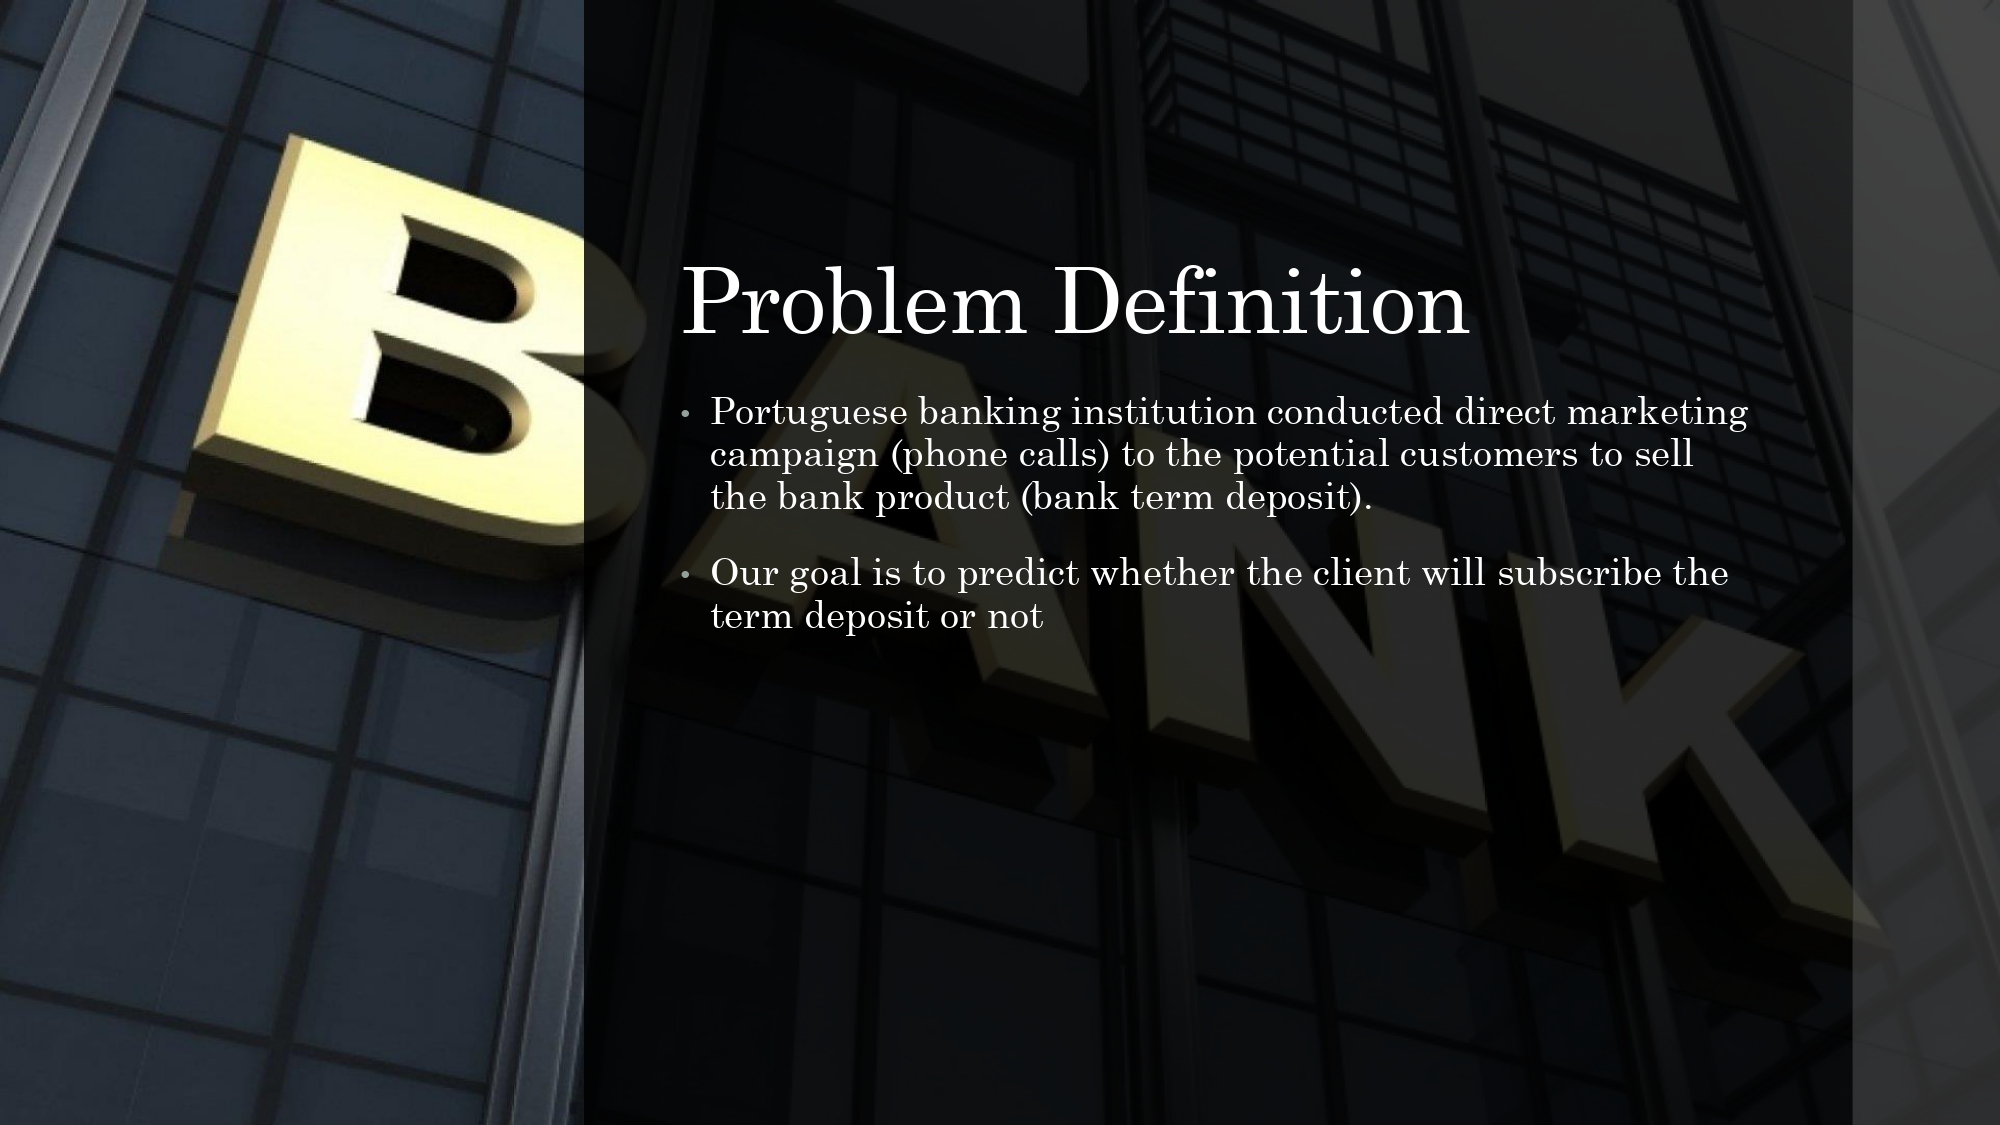 BANK
Problem Definition
• Portuguese banking institution conducted direct marketing
campaign (phone calls) to the potential customers to sell
the bank product (bank term deposit).
• Our goal is to predict whether the client will subscribe the
term deposit or not